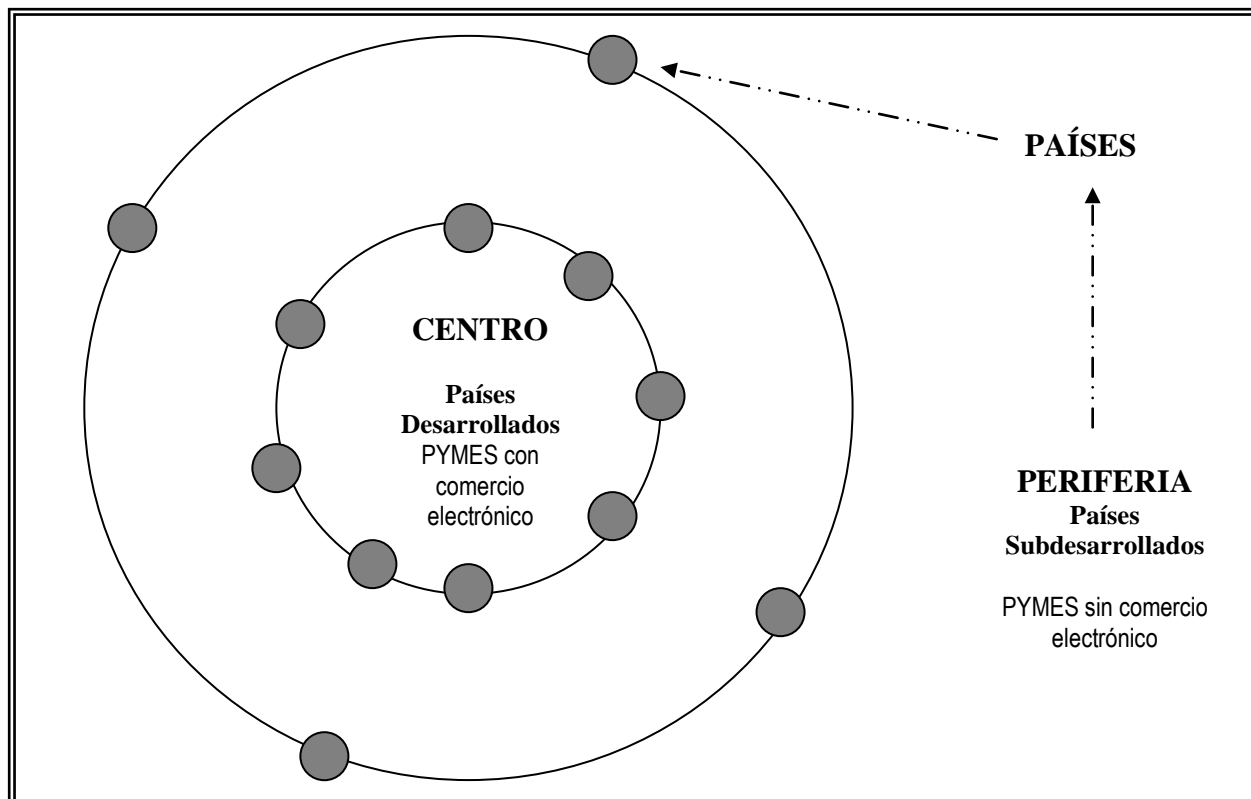 PAÍSES
CENTRO
Países
Desarrollados
PYMES con
comercio
electrónico
PERIFERIA
Países
Subdesarrollados
PYMES sin comercio
electrónico